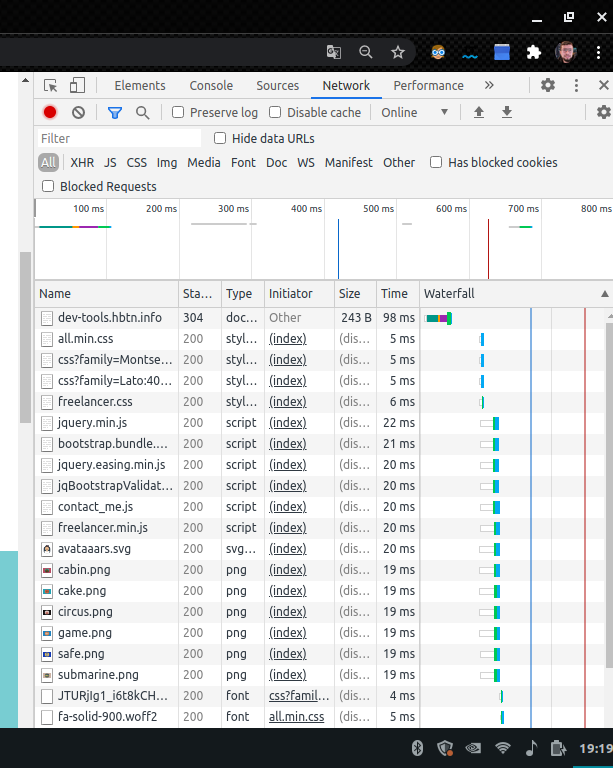 Elements Console Sources Network Performance »
Preserve log Disable cache Online
Filter Hide data URLs
All XHR JS CSS Img Media Font Doc WS Manifest Other Has blocked cookies
Blocked Requests
100 ms 200 ms 300 ms 400 ms 500 ms 600 ms 700 ms 800 ms
Name Sta... Type Initiator Size Time Waterfall
dev-tools.hbtn.info 304 doc... Other 243 B 98 ms
all.min.css 200 styl... (index) (dis... 5 ms
css?family=Montse... 200 styl... (index) (dis... 5 ms
css?family=Lato:40... 200 styl... (index) (dis... 5 ms
freelancer.css 200 styl... (index) (dis... 6 ms
jquery.min.js 200 script (index) (dis... 22 ms
bootstrap.bundle.... 200 script (index) (dis... 21 ms
jquery.easing.min.js 200 script (index) (dis... 20 ms
jqBootstrapValidat... 200 script (index) (dis... 20 ms
contact_me.js 200 script (index) (dis... 20 ms
freelancer.min.js 200 script (index) (dis... 20 ms
avataaars.svg 200 svg... (index) (dis... 20 ms
cabin.png 200 png (index) (dis... 19 ms
cake.png 200 png (index) (dis... 19 ms
circus.png 200 png (index) (dis... 19 ms
game.png 200 png (index) (dis... 19 ms
safe.png 200 png (index) (dis... 19 ms
submarine.png 200 png (index) (dis... 19 ms
JTURjIg1_i6t8kCH... 200 font css?famil... (dis... 4 ms
fa-solid-900.woff2 200 font all.min.css (dis... 5 ms
19:19